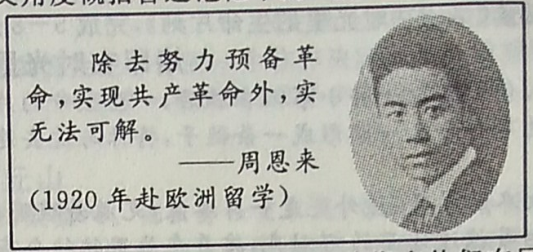 除去努力预备革
命,实现共产革命外,实
无法可解。
——周恩来
(1920年赴欧洲留学)